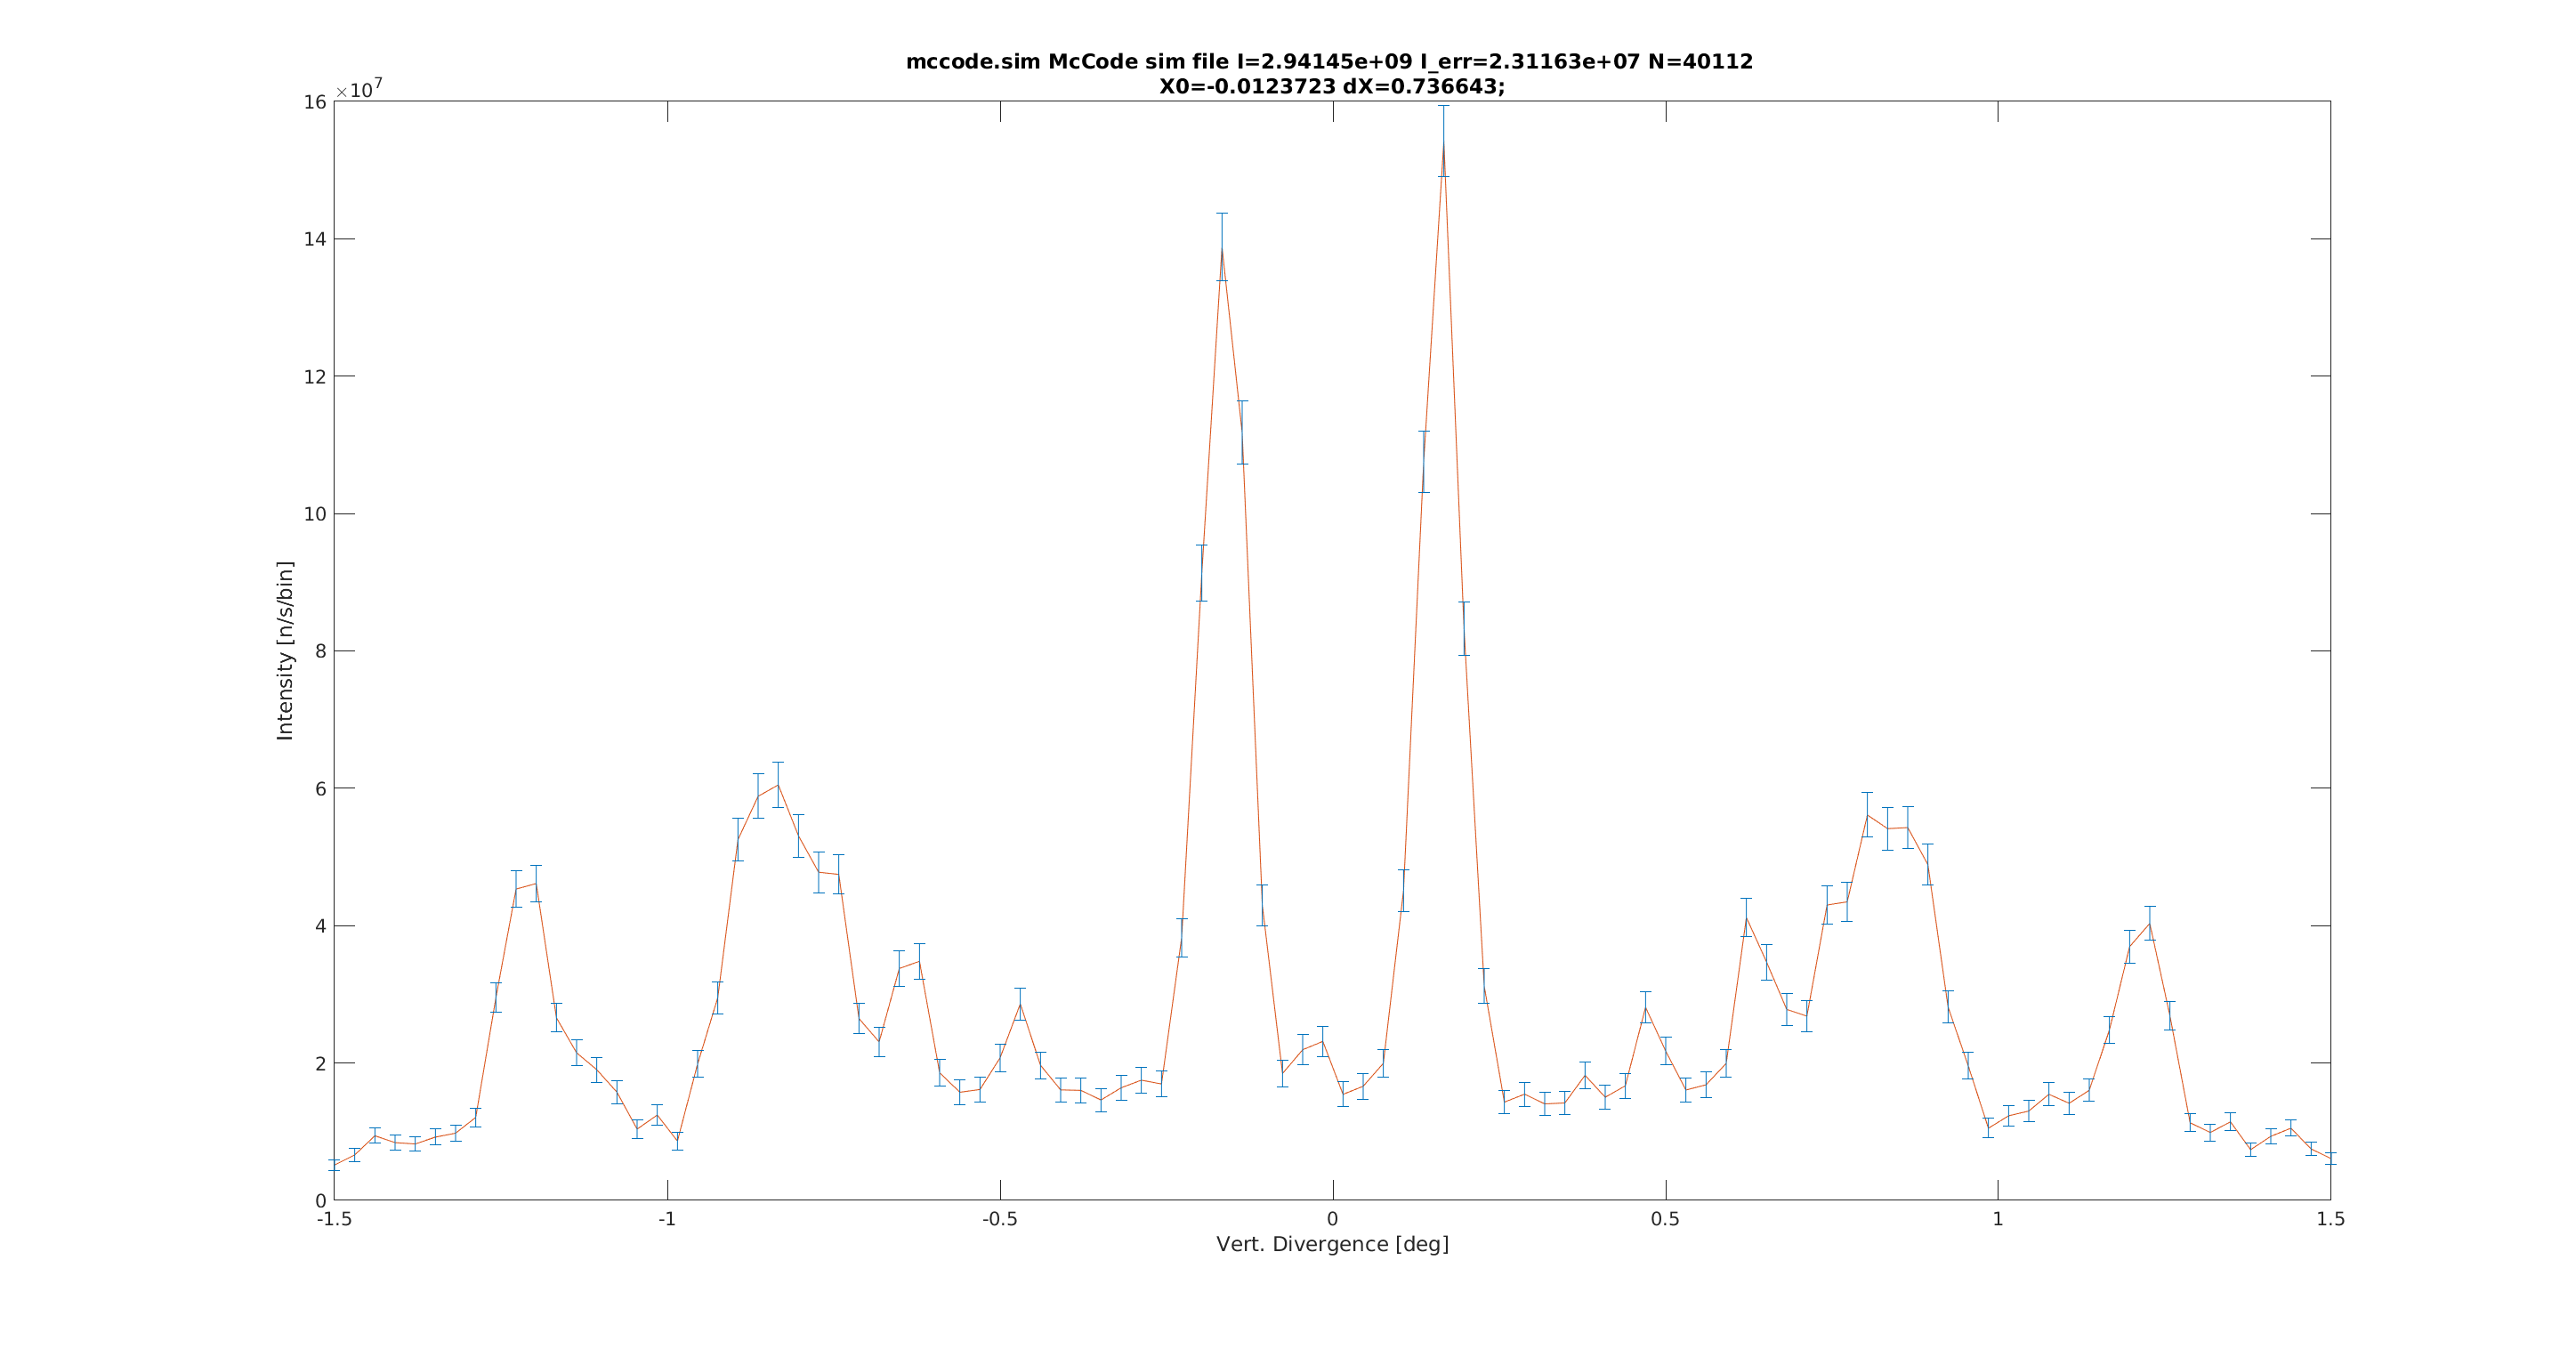 mccode.sim McCode sim file I=2.94145e+09 I_err=2.31163e+07 N=40112
X0=-0.0123723 dX=0.736643;
×10^7
16
14
12
10
8
6
4
2
0
Intensity [n/s/bin]
-1.5 -1 -0.5 0 0.5 1 1.5
Vert. Divergence [deg]